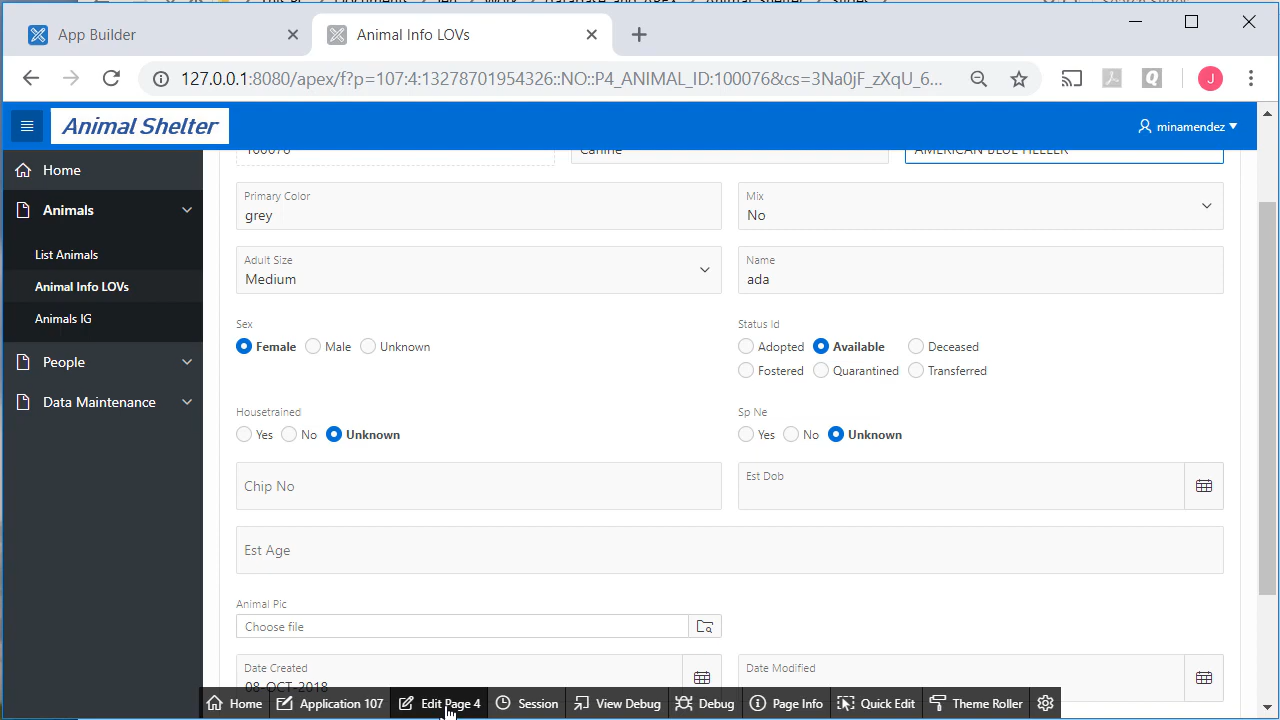 App Builder
Animal Info LOVs
127.0.0.1:8080/apex/f?p=107:4:13278701954326::NO::P4_ANIMAL_ID:100076&cs=3Na0jF_zXqU_6...
J
Animal Shelter
minamendez
Home
Animals
List Animals
Animal Info LOVs
Animals IG
People
Data Maintenance
100076
Canine
AMERICAN BLUE HEELER
Primary Color
grey
Mix
No
Adult Size
Medium
Name
ada
Sex
Female Male Unknown
Status Id
Adopted Available Deceased
Fostered Quarantined Transferred
Housetrained
Yes No Unknown
Sp Ne
Yes No Unknown
Chip No
Est Dob
Est Age
Animal Pic
Choose file
Date Created
08-OCT-2018
Date Modified
Home Application 107 Edit Page 4 Session View Debug Debug Page Info Quick Edit Theme Roller